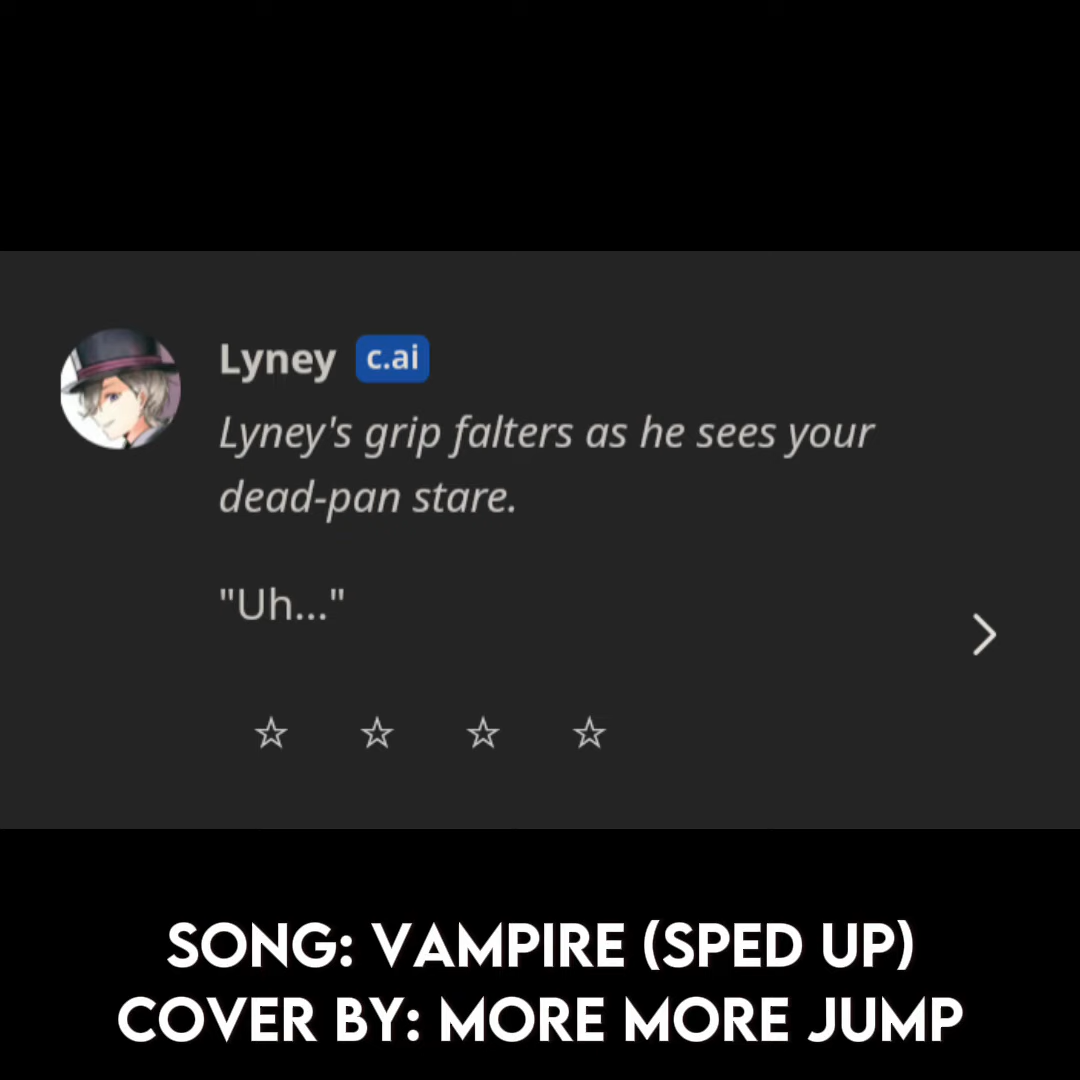 Lyney c.ai
Lyney's grip falters as he sees your
dead-pan stare.
"Uh..."
SONG: VAMPIRE (SPED UP)
COVER BY: MORE MORE JUMP